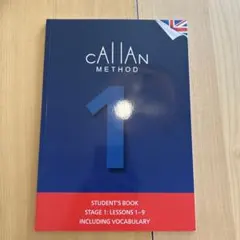 CALLAN
METHOD
1
STUDENT'S BOOK
STAGE 1: LESSONS 1–9
INCLUDING VOCABULARY